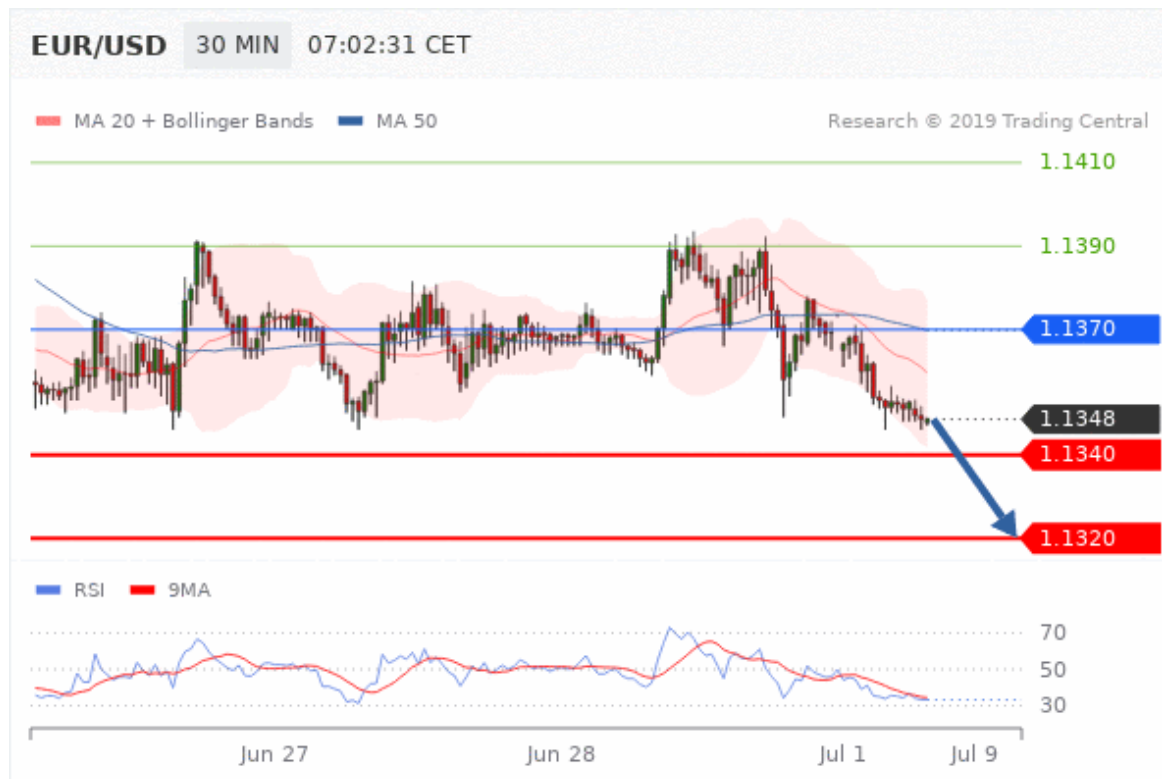 EUR/USD 30 MIN 07:02:31 CET
MA 20 + Bollinger Bands MA 50 Research © 2019 Trading Central
1.1410
1.1390
1.1370
1.1348
1.1340
1.1320
RSI 9MA
70
50
30
Jun 27 Jun 28 Jul 1 Jul 9